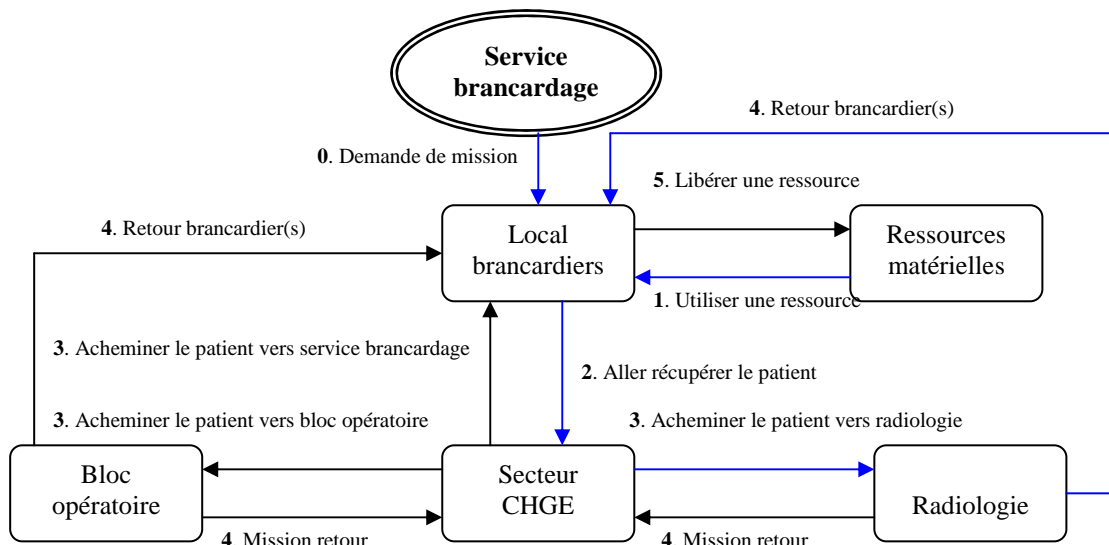 Service
brancardage
4. Retour brancardier(s)
0. Demande de mission
5. Libérer une ressource
4. Retour brancardier(s)
Local
brancardiers
Ressources
matérielles
1. Utiliser une ressource
3. Acheminer le patient vers service brancardage
2. Aller récupérer le patient
3. Acheminer le patient vers bloc opératoire
3. Acheminer le patient vers radiologie
Bloc
opératoire
Secteur
CHGE
Radiologie
4. Mission retour
4. Mission retour